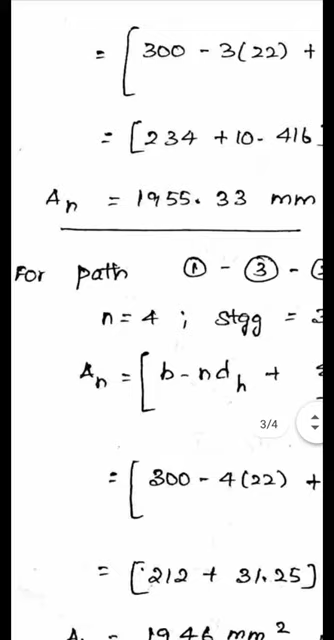 = [300 - 3(22) +
= [234 + 10.416]
An = 1955.33 mm
For path ① - ③ -
n = 4 ; stgg = 3
An = [b - ndh +
3/4
= [300 - 4(22) +
= [212 + 31.25]
= 1946 mm2